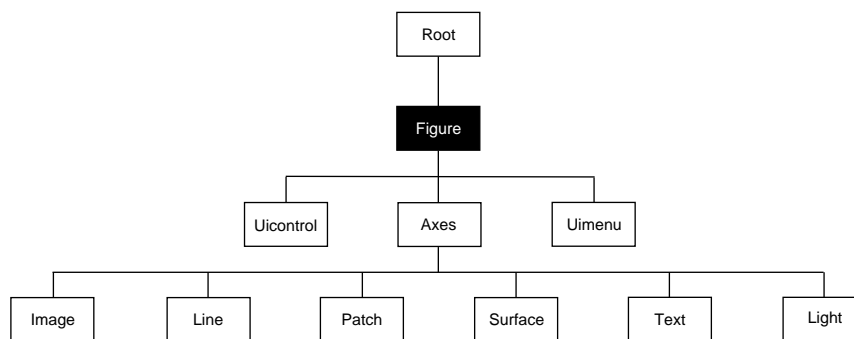 Root
Figure
Uicontrol
Axes
Uimenu
Image
Line
Patch
Surface
Text
Light